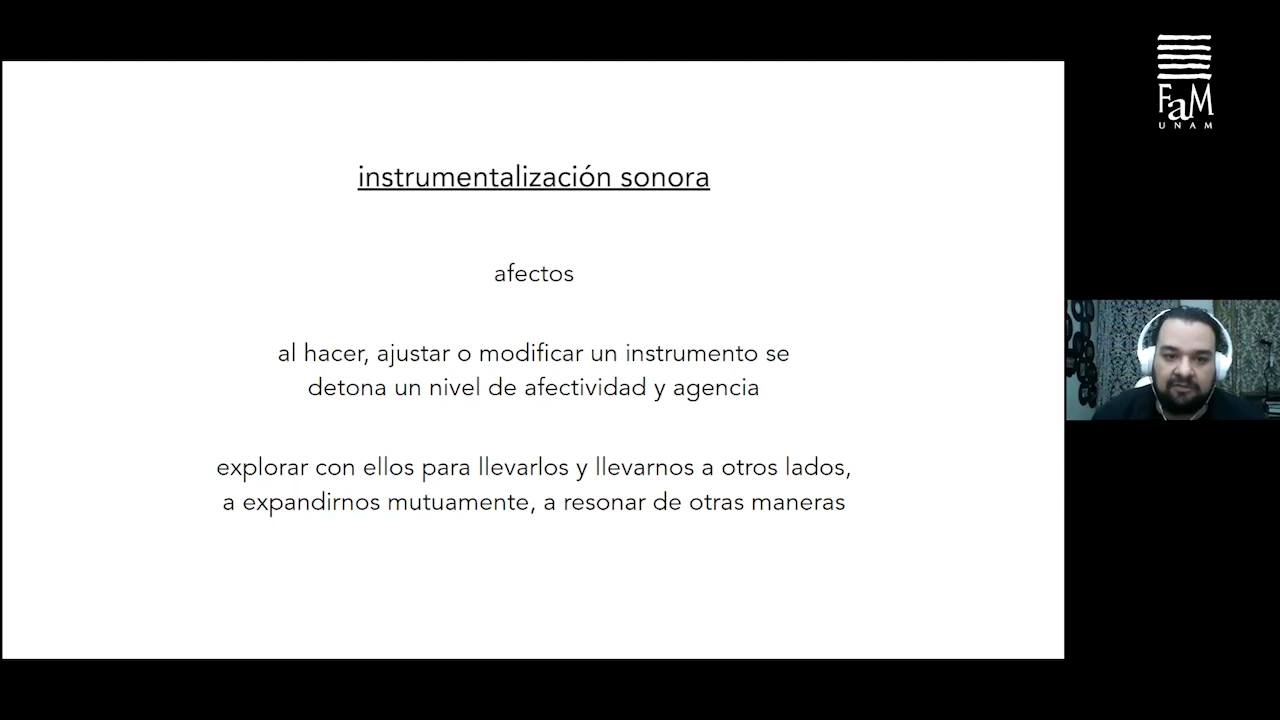 FaM
UNAM
instrumentalización sonora
afectos
al hacer, ajustar o modificar un instrumento se
detona un nivel de afectividad y agencia
explorar con ellos para llevarlos y llevarnos a otros lados,
a expandirnos mutuamente, a resonar de otras maneras